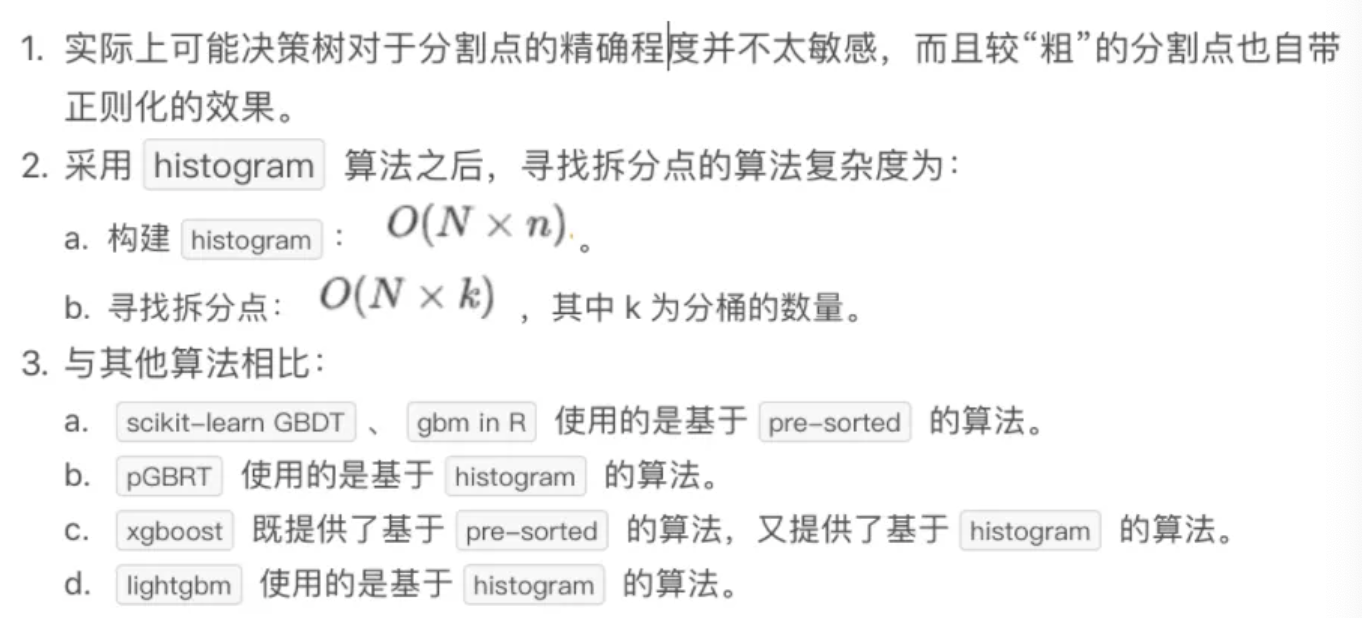 1. 实际上可能决策树对于分割点的精确程度并不太敏感，而且较“粗”的分割点也自带
正则化的效果。
2. 采用 histogram 算法之后，寻找拆分点的算法复杂度为：
a. 构建 histogram： O(N × n)。
b. 寻找拆分点： O(N × k) ，其中 k 为分桶的数量。
3. 与其他算法相比：
a. scikit-learn GBDT 、 gbm in R 使用的是基于 pre-sorted 的算法。
b. pGBRT 使用的是基于 histogram 的算法。
c. xgboost 既提供了基于 pre-sorted 的算法，又提供了基于 histogram 的算法。
d. lightgbm 使用的是基于 histogram 的算法。